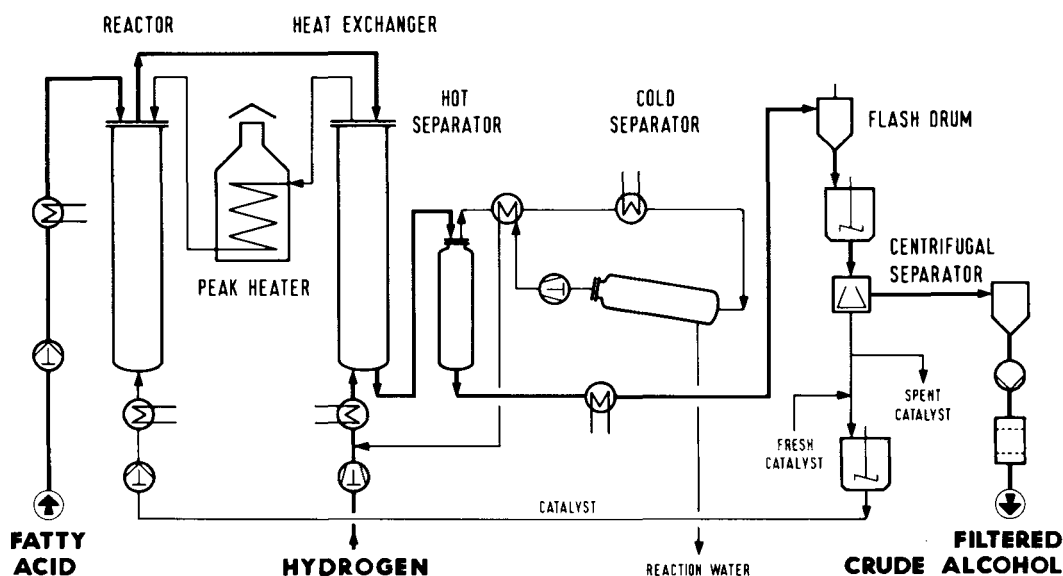 REACTOR
HEAT EXCHANGER
HOT
SEPARATOR
COLD
SEPARATOR
FLASH DRUM
PEAK HEATER
CENTRIFUGAL
SEPARATOR
SPENT
CATALYST
FRESH
CATALYST
CATALYST
FATTY
ACID
HYDROGEN
REACTION WATER
FILTERED
CRUDE ALCOHOL